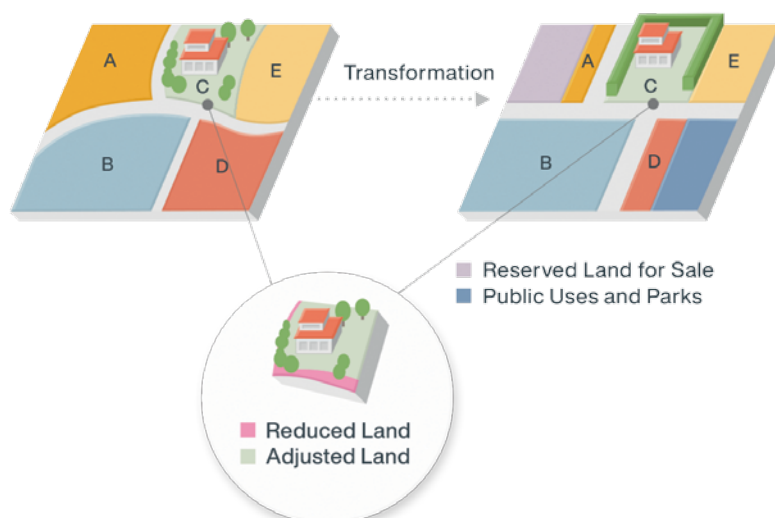 A
C
E
B
D
Transformation
A
C
E
B
D
Reserved Land for Sale
Public Uses and Parks
Reduced Land
Adjusted Land